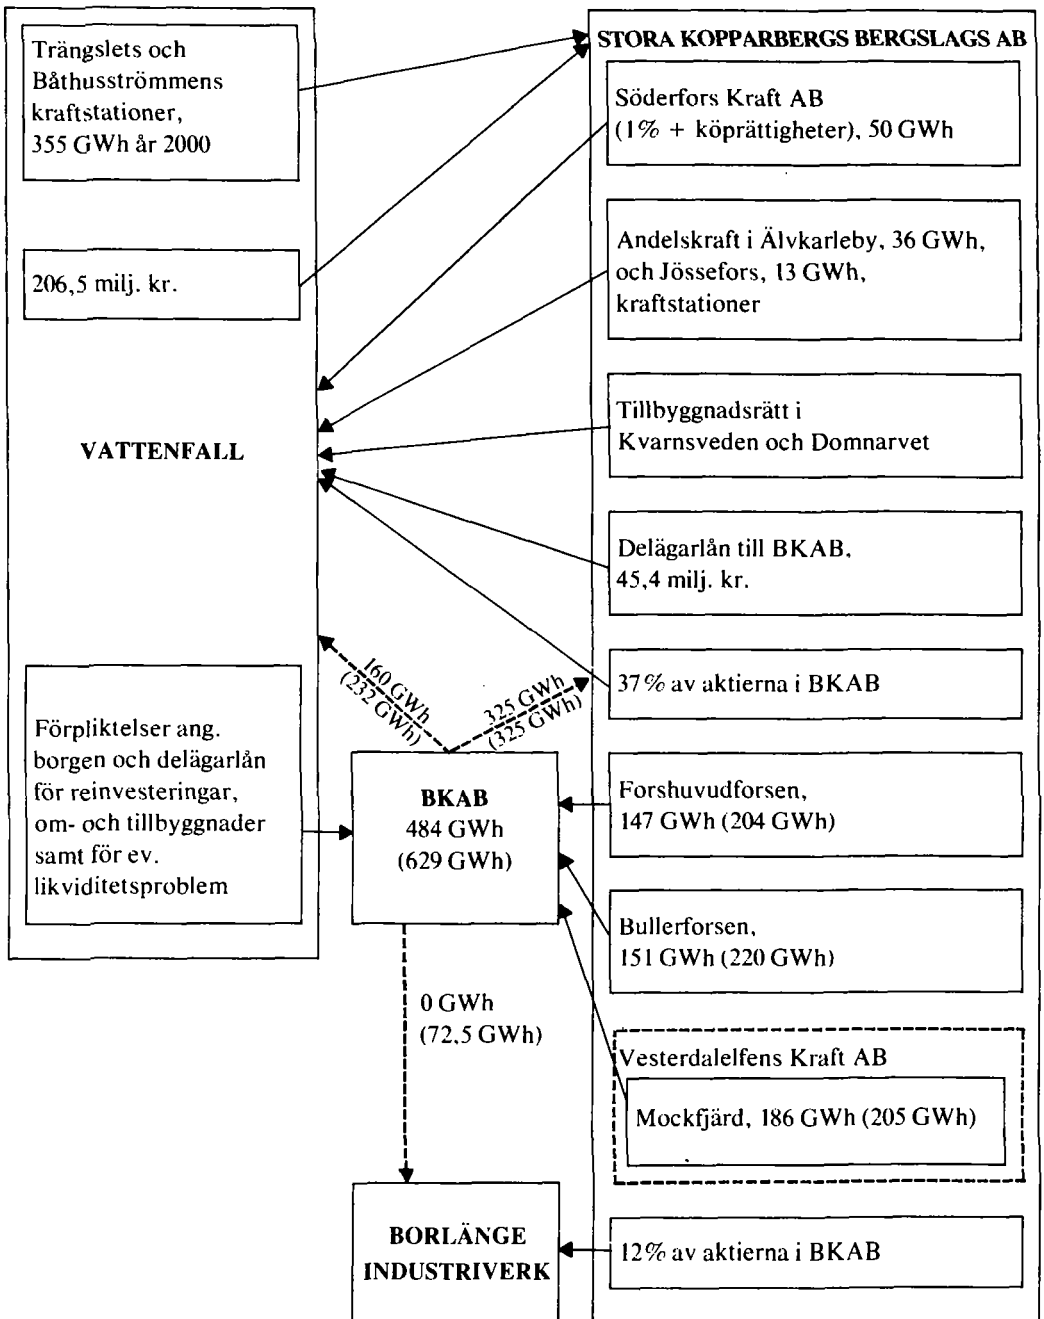 Trängslets och
Båthusströmmens
kraftstationer,
355 GWh år 2000
206,5 milj. kr.
VATTENFALL
Förpliktelser ang.
borgen och delägarlån
för reinvesteringar,
om- och tillbyggnader
samt för ev.
likviditetsproblem
160 GWh
(232 GWh)
325 GWh
(325 GWh)
BKAB
484 GWh
(629 GWh)
0 GWh
(72,5 GWh)
BORLÄNGE
INDUSTRIVERK
STORA KOPPARBERGS BERGSLAGS AB
Söderfors Kraft AB
(1% + köprättigheter), 50 GWh
Andelskraft i Älvkarleby, 36 GWh,
och Jössefors, 13 GWh,
kraftstationer
Tillbyggnadsrätt i
Kvarnsveden och Domnarvet
Delägarlån till BKAB,
45,4 milj. kr.
37% av aktierna i BKAB
Forshuvudforsen,
147 GWh (204 GWh)
Bullerforsen,
151 GWh (220 GWh)
Vesterdalelfens Kraft AB
Mockfjärd, 186 GWh (205 GWh)
12% av aktierna i BKAB